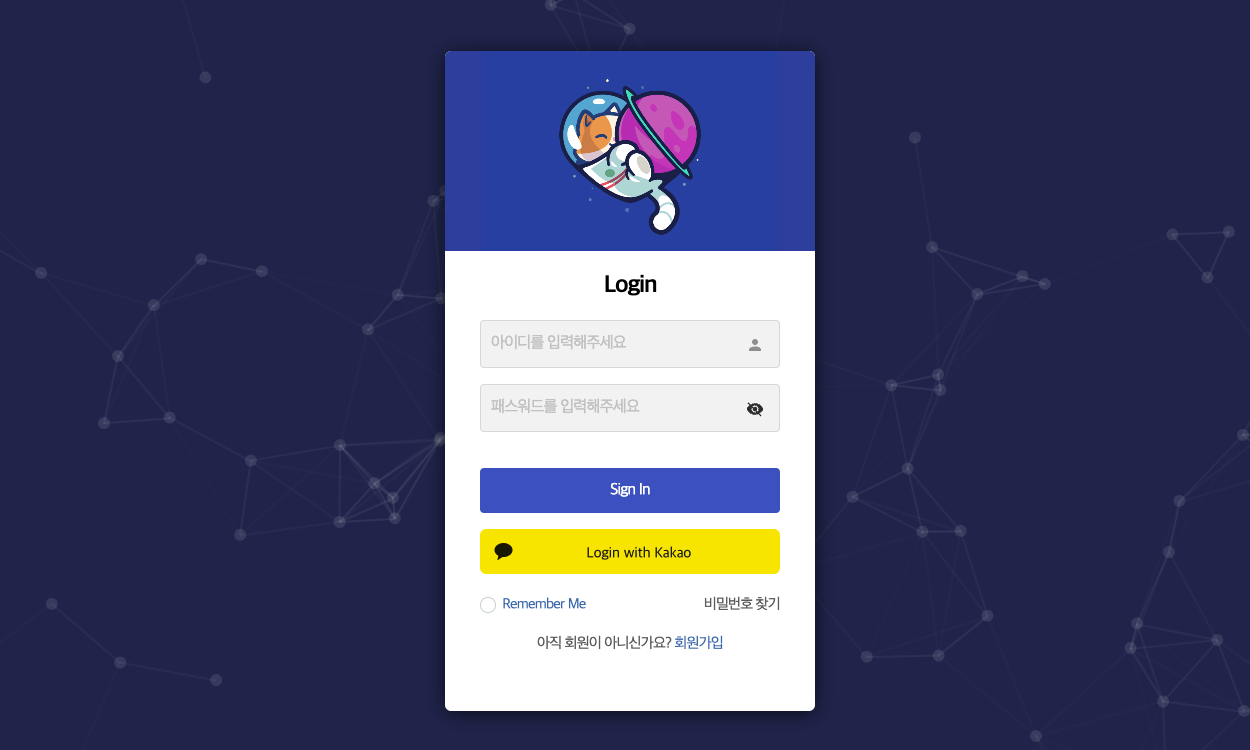 Login
아이디를 입력해주세요
패스워드를 입력해주세요
Sign In
Login with Kakao
Remember Me 비밀번호 찾기
아직 회원이 아니신가요? 회원가입